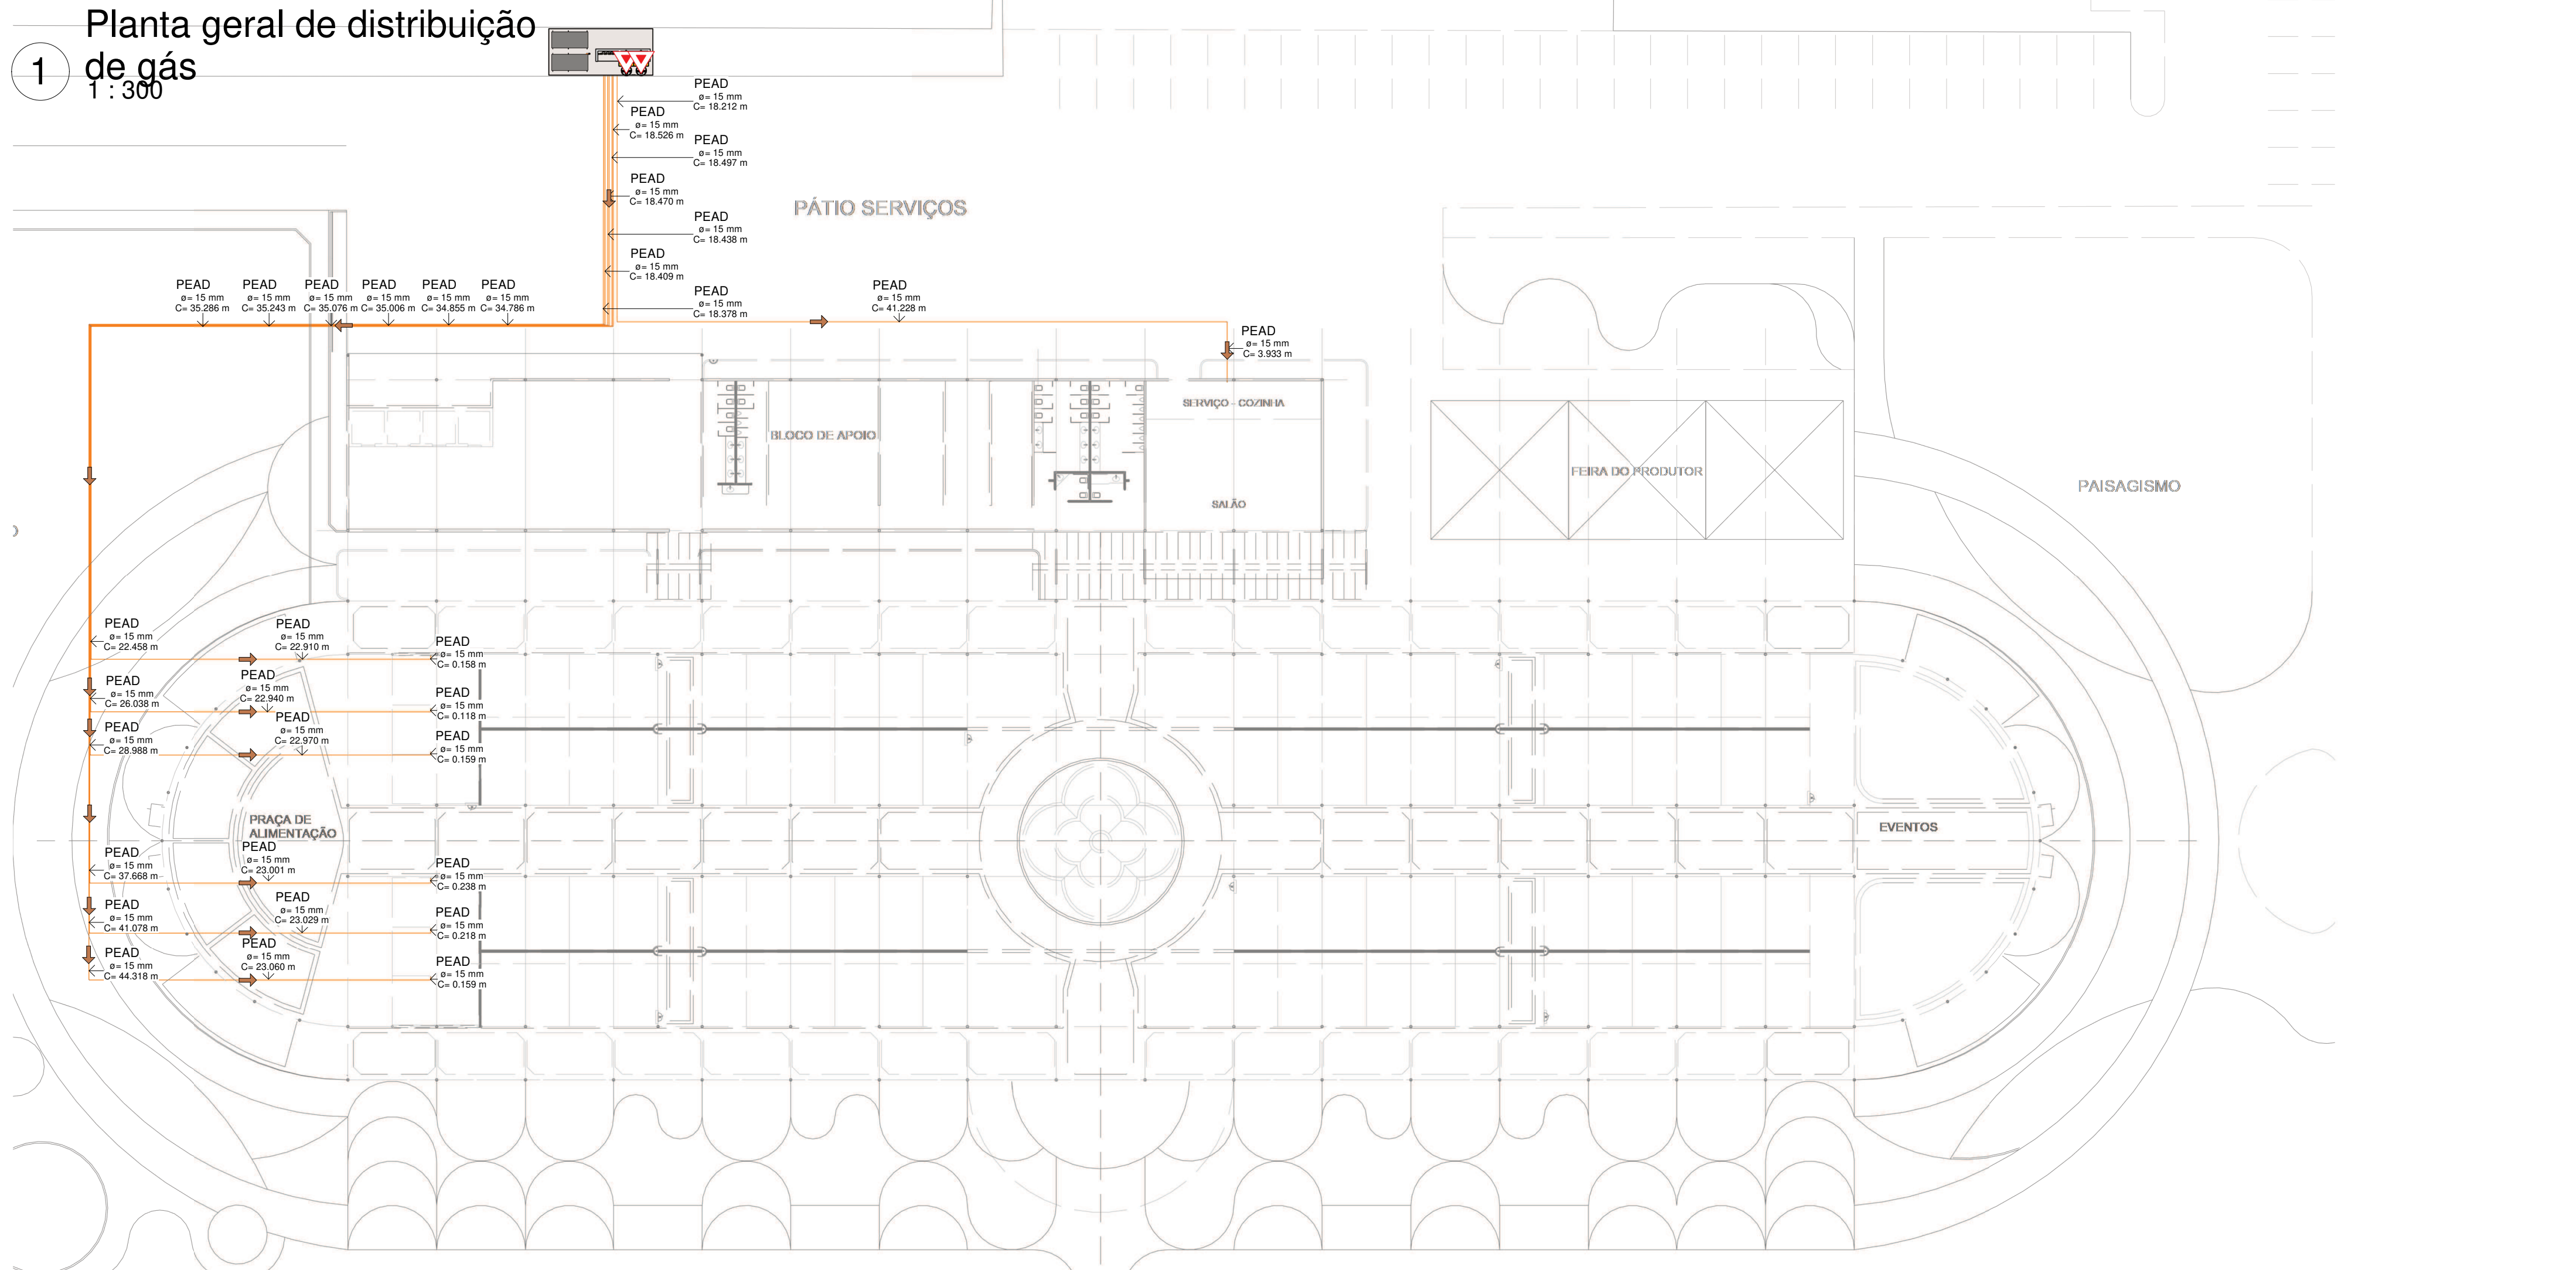 Planta geral de distribuição
de gás
1
1 : 300
PEAD
ø= 15 mm
C= 18.212 m
PEAD
ø= 15 mm
C= 18.526 m
PEAD
ø= 15 mm
C= 18.497 m
PEAD
ø= 15 mm
C= 18.470 m
PEAD
ø= 15 mm
C= 18.438 m
PEAD
ø= 15 mm
C= 18.409 m
PEAD
ø= 15 mm
C= 18.378 m
PÁTIO SERVIÇOS
PEAD
ø= 15 mm
C= 35.286 m
PEAD
ø= 15 mm
C= 35.243 m
PEAD
ø= 15 mm
C= 35.076 m
PEAD
ø= 15 mm
C= 35.006 m
PEAD
ø= 15 mm
C= 34.855 m
PEAD
ø= 15 mm
C= 34.786 m
PEAD
ø= 15 mm
C= 41.228 m
PEAD
ø= 15 mm
C= 3.933 m
SERVIÇO - COZINHA
BLOCO DE APOIO
SALÃO
FEIRA DO PRODUTOR
PAISAGISMO
PEAD
ø= 15 mm
C= 22.458 m
PEAD
ø= 15 mm
C= 22.910 m
PEAD
ø= 15 mm
C= 0.158 m
PEAD
ø= 15 mm
C= 26.038 m
PEAD
ø= 15 mm
C= 22.940 m
PEAD
ø= 15 mm
C= 0.118 m
PEAD
ø= 15 mm
C= 28.988 m
PEAD
ø= 15 mm
C= 22.970 m
PEAD
ø= 15 mm
C= 0.159 m
PRAÇA DE
ALIMENTAÇÃO
EVENTOS
PEAD
ø= 15 mm
C= 37.668 m
PEAD
ø= 15 mm
C= 23.001 m
PEAD
ø= 15 mm
C= 0.238 m
PEAD
ø= 15 mm
C= 41.078 m
PEAD
ø= 15 mm
C= 23.029 m
PEAD
ø= 15 mm
C= 0.218 m
PEAD
ø= 15 mm
C= 44.318 m
PEAD
ø= 15 mm
C= 23.060 m
PEAD
ø= 15 mm
C= 0.159 m